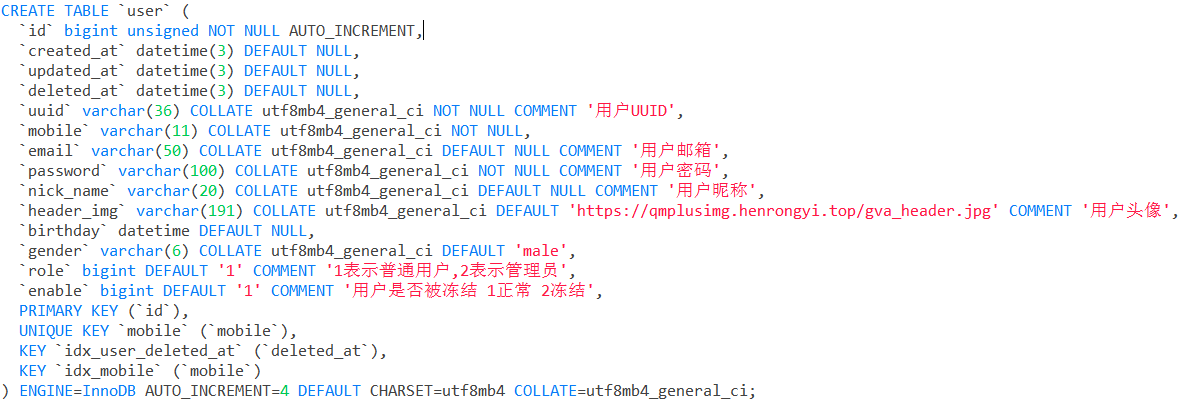 CREATE TABLE `user` (
  `id` bigint unsigned NOT NULL AUTO_INCREMENT,
  `created_at` datetime(3) DEFAULT NULL,
  `updated_at` datetime(3) DEFAULT NULL,
  `deleted_at` datetime(3) DEFAULT NULL,
  `uuid` varchar(36) COLLATE utf8mb4_general_ci NOT NULL COMMENT '用户UUID',
  `mobile` varchar(11) COLLATE utf8mb4_general_ci NOT NULL,
  `email` varchar(50) COLLATE utf8mb4_general_ci DEFAULT NULL COMMENT '用户邮箱',
  `password` varchar(100) COLLATE utf8mb4_general_ci NOT NULL COMMENT '用户密码',
  `nick_name` varchar(20) COLLATE utf8mb4_general_ci DEFAULT NULL COMMENT '用户昵称',
  `header_img` varchar(191) COLLATE utf8mb4_general_ci DEFAULT 'https://qmplusimg.henrongyi.top/gva_header.jpg' COMMENT '用户头像',
  `birthday` datetime DEFAULT NULL,
  `gender` varchar(6) COLLATE utf8mb4_general_ci DEFAULT 'male',
  `role` bigint DEFAULT '1' COMMENT '1表示普通用户,2表示管理员',
  `enable` bigint DEFAULT '1' COMMENT '用户是否被冻结 1正常 2冻结',
  PRIMARY KEY (`id`),
  UNIQUE KEY `mobile` (`mobile`),
  KEY `idx_user_deleted_at` (`deleted_at`),
  KEY `idx_mobile` (`mobile`)
) ENGINE=InnoDB AUTO_INCREMENT=4 DEFAULT CHARSET=utf8mb4 COLLATE=utf8mb4_general_ci;